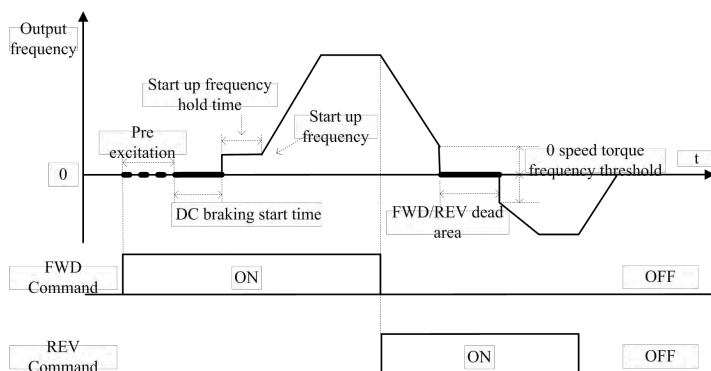 Output
frequency
Start up frequency
hold time
Start up
frequency
Pre
excitation
0 speed torque
frequency threshold
t
0
DC braking start time
FWD/REV dead
area
FWD
Command
ON
OFF
REV
Command
ON
OFF